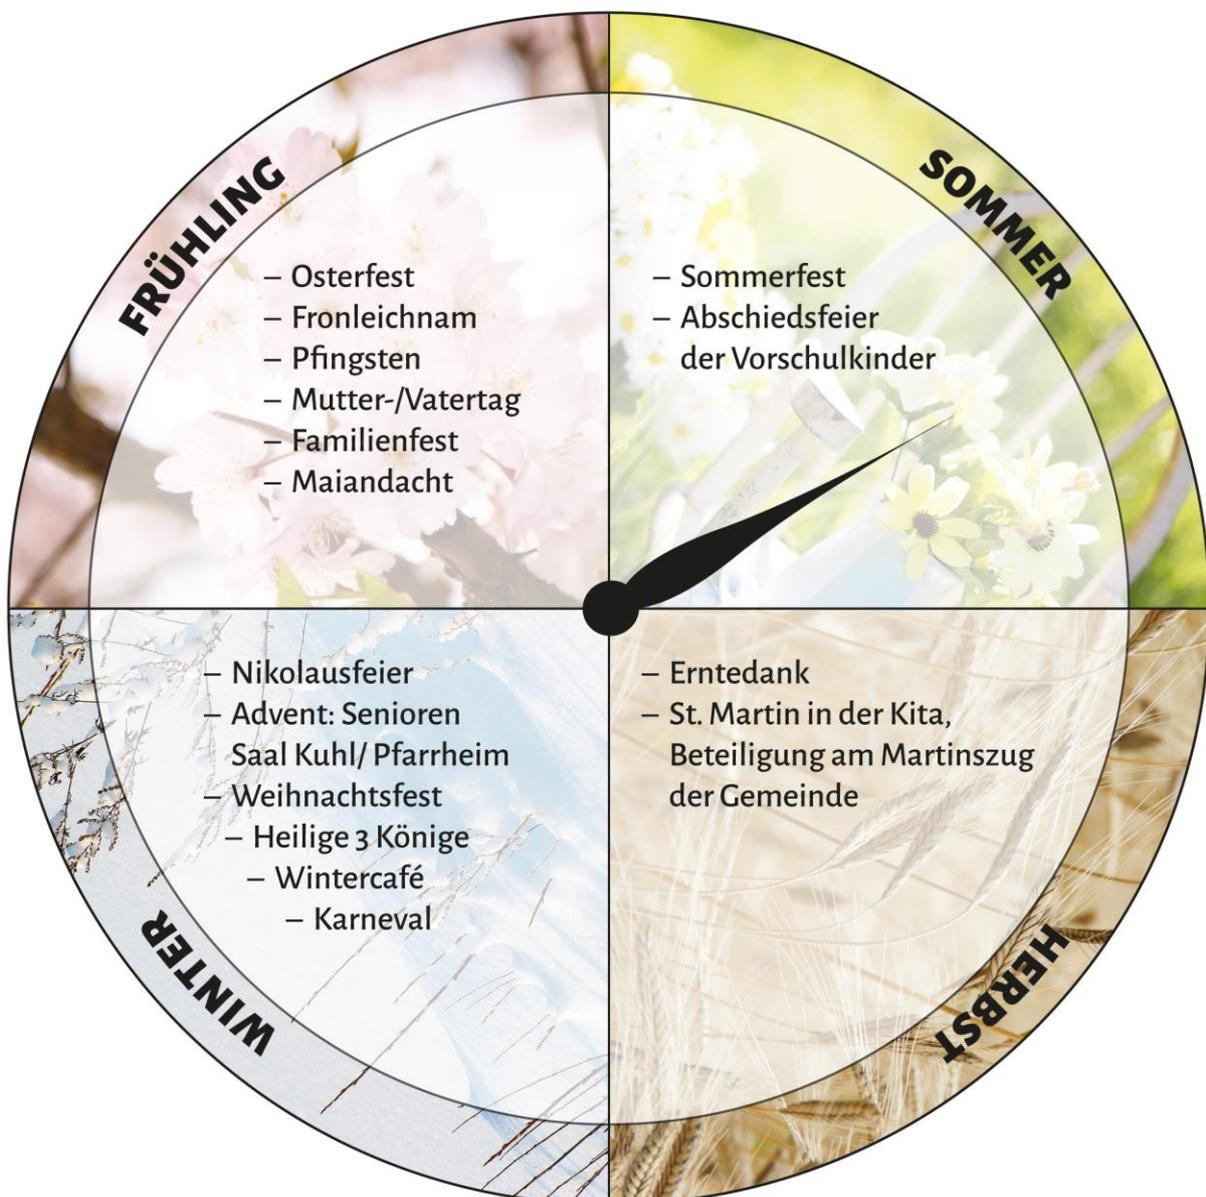 FRÜHLING
– Osterfest
– Fronleichnam
– Pfingsten
– Mutter-/Vatertag
– Familienfest
– Maiandacht
SOMMER
– Sommerfest
– Abschiedsfeier
der Vorschulkinder
– Erntedank
– St. Martin in der Kita,
Beteiligung am Martinszug
der Gemeinde
HERBST
– Nikolausfeier
– Advent: Senioren
Saal Kuhl/ Pfarrheim
– Weihnachtsfest
– Heilige 3 Könige
– Wintercafé
– Karneval
WINTER